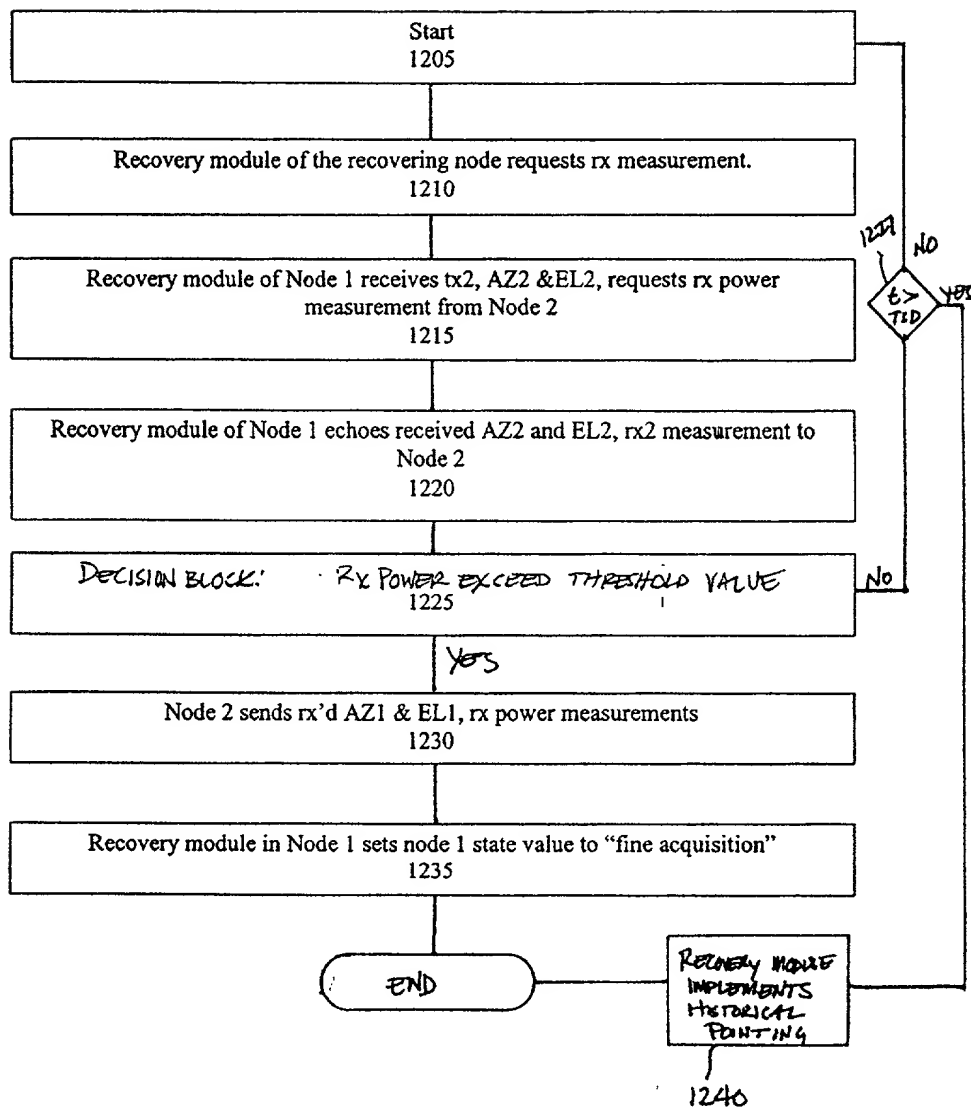 Start
1205
Recovery module of the recovering node requests rx measurement.
1210
Recovery module of Node 1 receives tx2, AZ2 &EL2, requests rx power
measurement from Node 2
1215
NO
t>
TSD
YES
Recovery module of Node 1 echoes received AZ2 and EL2, rx2 measurement to
Node 2
1220
DECISION BLOCK: RX POWER EXCEED THRESHOLD VALUE
1225
NO
YES
Node 2 sends rx'd AZ1 & EL1, rx power measurements
1230
Recovery module in Node 1 sets node 1 state value to “fine acquisition”
1235
END
RECOVERY MODULE
IMPLEMENTS
HISTORICAL
POINTING
1240